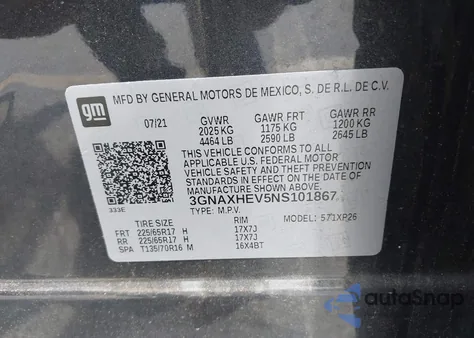 gm
MFD BY GENERAL MOTORS DE MEXICO, S. DE R.L. DE C.V.
07/21 GVWR GAWR FRT GAWR RR
2025 KG 1175 KG 1200 KG
4464 LB 2590 LB 2645 LB
THIS VEHICLE CONFORMS TO ALL
APPLICABLE U.S. FEDERAL MOTOR
VEHICLE SAFETY AND THEFT
PREVENTION STANDARDS IN EFFECT ON
THE DATE OF MANUFACTURE SHOWN ABOVE.
333E 3GNAXHEV5NS101867
TYPE: M.P.V. MODEL: 571XP26
TIRE SIZE RIM
FRT 225/65R17 H 17X7J
RR 225/65R17 H 17X7J
SPA T135/70R16 M 16X4BT
autoSnap